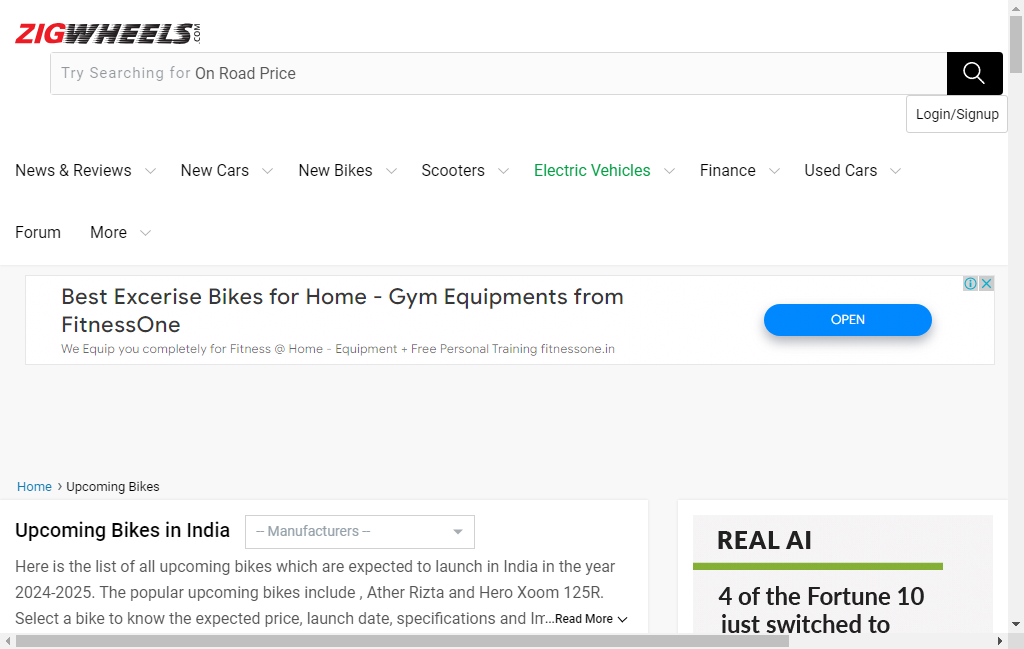 ZIGWHEELS.COM
Try Searching for On Road Price
Login/Signup
News & Reviews New Cars New Bikes Scooters Electric Vehicles Finance Used Cars
Forum More
Best Excerise Bikes for Home - Gym Equipments from
FitnessOne
We Equip you completely for Fitness @ Home - Equipment + Free Personal Training fitnessone.in
OPEN
Home › Upcoming Bikes
Upcoming Bikes in India
-- Manufacturers --
Here is the list of all upcoming bikes which are expected to launch in India in the year
2024-2025. The popular upcoming bikes include , Ather Rizta and Hero Xoom 125R.
Select a bike to know the expected price, launch date, specifications and Im...Read More
REAL AI
4 of the Fortune 10
just switched to